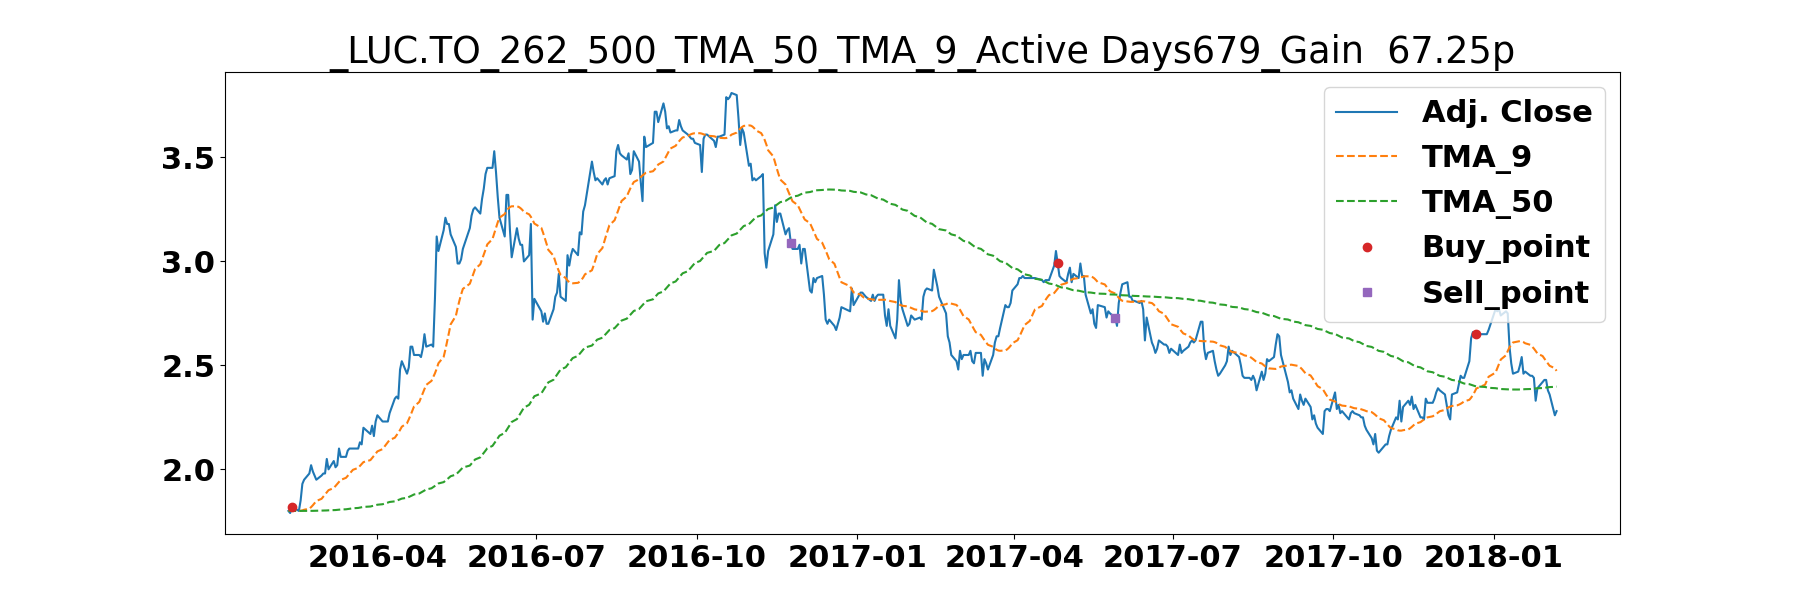 _LUC.TO_262_500_TMA_50_TMA_9_Active Days679_Gain  67.25p
Adj. Close
TMA_9
TMA_50
Buy_point
Sell_point
3.5
3.0
2.5
2.0
2016-04 2016-07 2016-10 2017-01 2017-04 2017-07 2017-10 2018-01